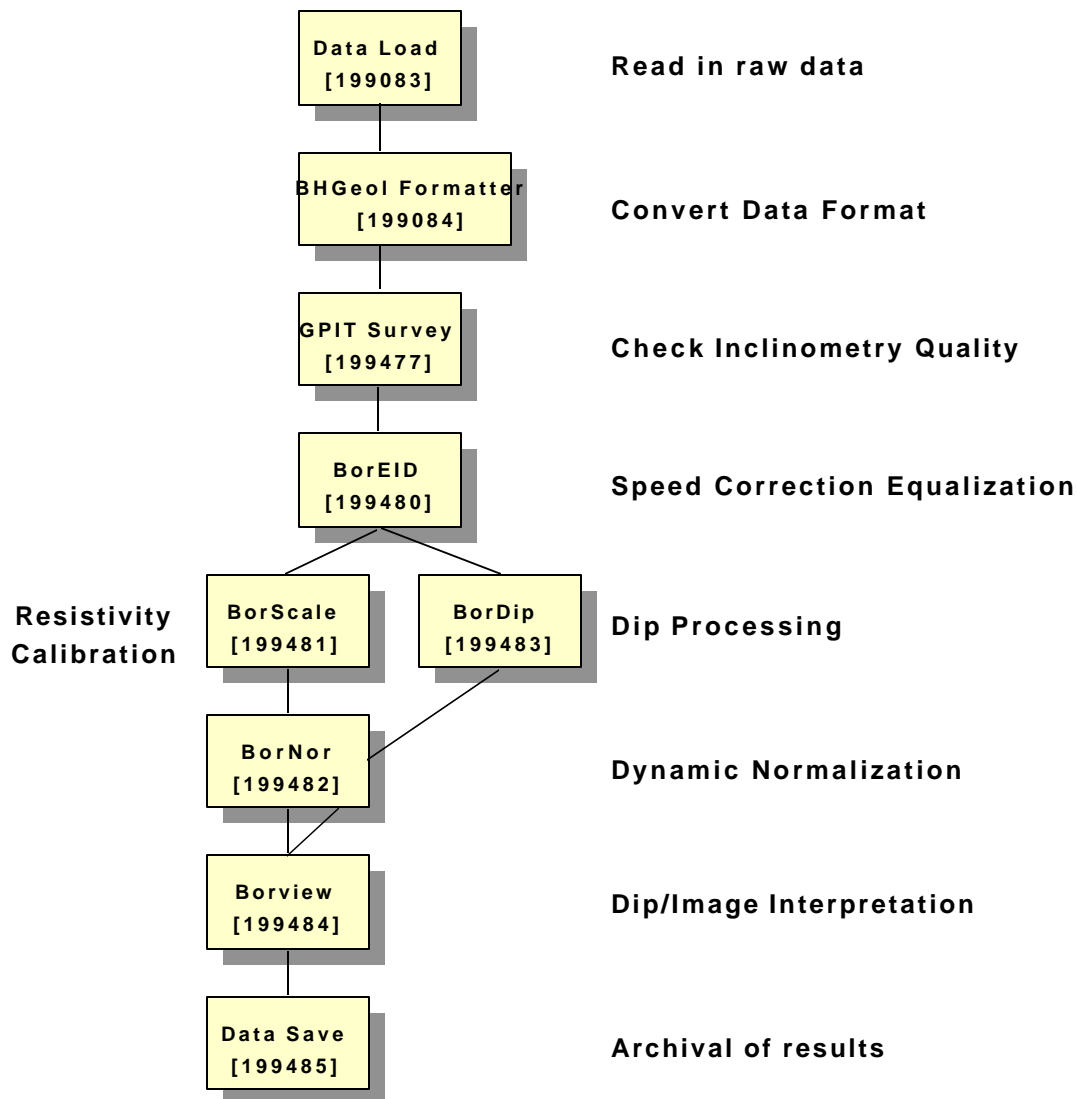 Data Load
[199083]
Read in raw data
BHGeol Formatter
[199084]
Convert Data Format
GPIT Survey
[199477]
Check Inclinometry Quality
BorEID
[199480]
Speed Correction Equalization
Resistivity
Calibration
BorScale
[199481]
BorDip
[199483]
Dip Processing
BorNor
[199482]
Dynamic Normalization
Borview
[199484]
Dip/Image Interpretation
Data Save
[199485]
Archival of results